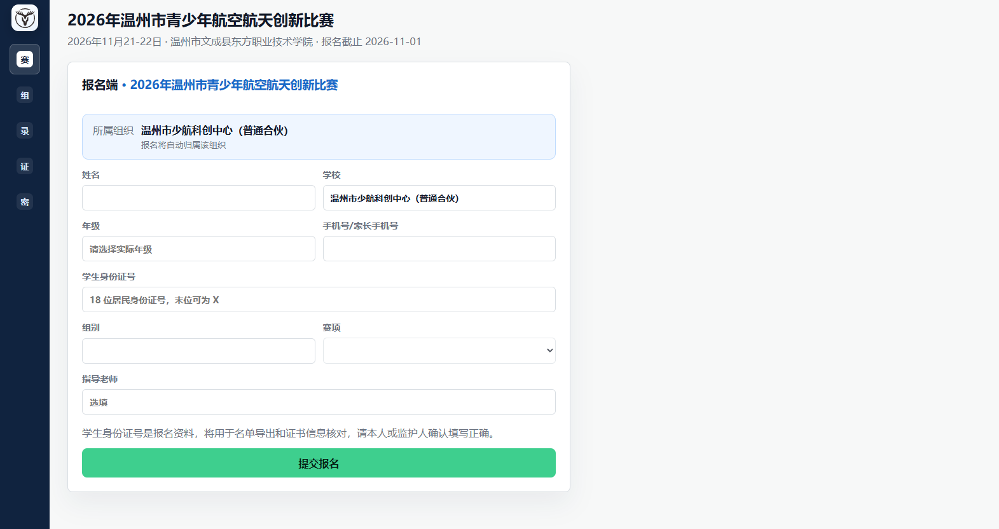 2026年温州市青少年航空航天创新比赛
2026年11月21-22日 · 温州市文成县东方职业技术学院 · 报名截止 2026-11-01
赛
组
录
证
密
报名端 • 2026年温州市青少年航空航天创新比赛
所属组织 温州市少航科创中心（普通合伙）
报名将自动归属该组织
姓名 学校
温州市少航科创中心（普通合伙）
年级 手机号/家长手机号
请选择实际年级
学生身份证号
18 位居民身份证号，末位可为 X
组别 赛项
指导老师
选填
学生身份证号是报名资料，将用于名单导出和证书信息核对，请本人或监护人确认填写正确。
提交报名